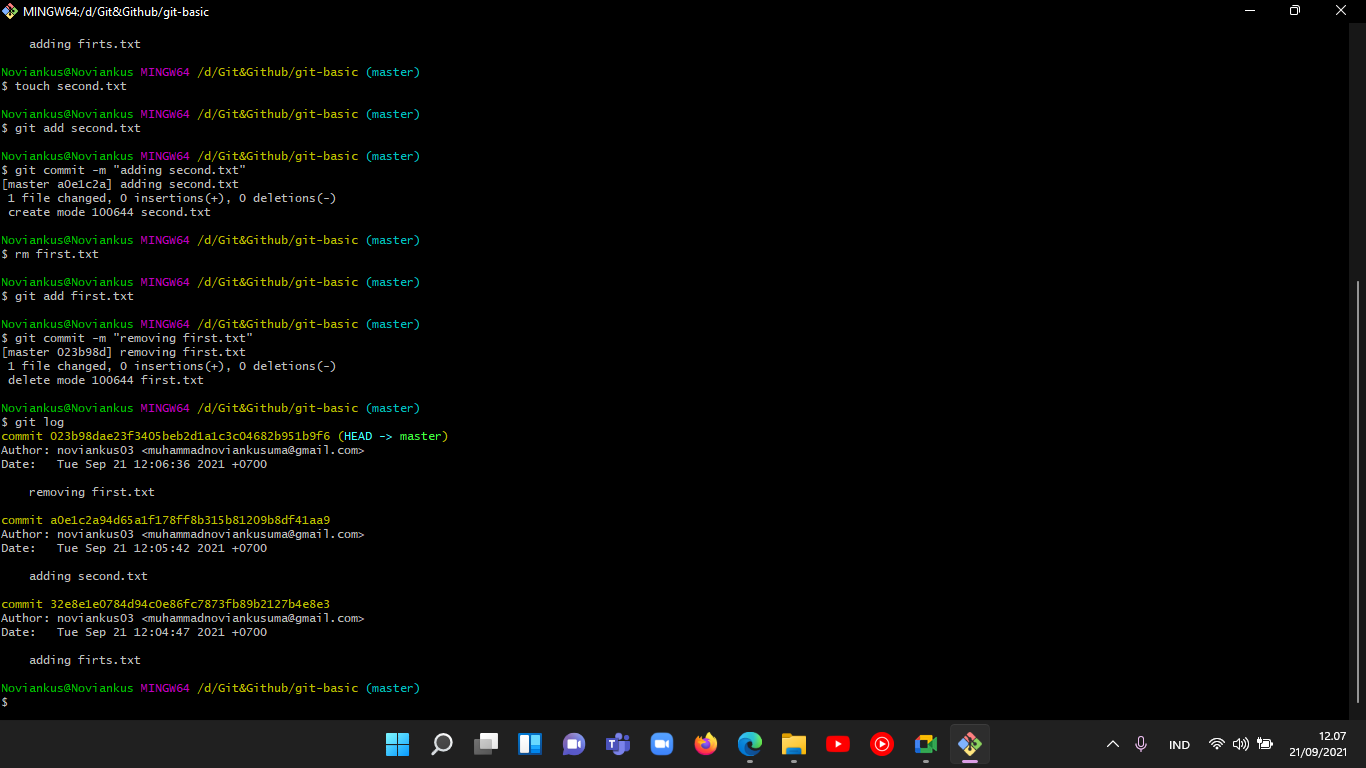 MINGW64:/d/Git&Github/git-basic
    adding firts.txt
Noviankus@Noviankus MINGW64 /d/Git&Github/git-basic (master)
$ touch second.txt
Noviankus@Noviankus MINGW64 /d/Git&Github/git-basic (master)
$ git add second.txt
Noviankus@Noviankus MINGW64 /d/Git&Github/git-basic (master)
$ git commit -m "adding second.txt"
[master a0e1c2a] adding second.txt
 1 file changed, 0 insertions(+), 0 deletions(-)
 create mode 100644 second.txt
Noviankus@Noviankus MINGW64 /d/Git&Github/git-basic (master)
$ rm first.txt
Noviankus@Noviankus MINGW64 /d/Git&Github/git-basic (master)
$ git add first.txt
Noviankus@Noviankus MINGW64 /d/Git&Github/git-basic (master)
$ git commit -m "removing first.txt"
[master 023b98d] removing first.txt
 1 file changed, 0 insertions(+), 0 deletions(-)
 delete mode 100644 first.txt
Noviankus@Noviankus MINGW64 /d/Git&Github/git-basic (master)
$ git log
commit 023b98dae23f3405beb2d1a1c3c04682b951b9f6 (HEAD -> master)
Author: noviankus03 <muhammadnoviankusuma@gmail.com>
Date:   Tue Sep 21 12:06:36 2021 +0700
    removing first.txt
commit a0e1c2a94d65a1f178ff8b315b81209b8df41aa9
Author: noviankus03 <muhammadnoviankusuma@gmail.com>
Date:   Tue Sep 21 12:05:42 2021 +0700
    adding second.txt
commit 32e8e1e0784d94c0e86fc7873fb89b2127b4e8e3
Author: noviankus03 <muhammadnoviankusuma@gmail.com>
Date:   Tue Sep 21 12:04:47 2021 +0700
    adding firts.txt
Noviankus@Noviankus MINGW64 /d/Git&Github/git-basic (master)
$
IND
12.07
21/09/2021